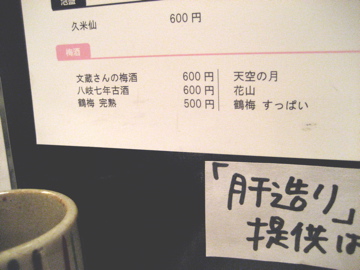 泡盛
久米仙 600円
梅酒
文蔵さんの梅酒 600円 天空の月
八岐七年古酒 600円 花山
鶴梅 完熟 500円 鶴梅 すっぱい
「肝造り」
提供は